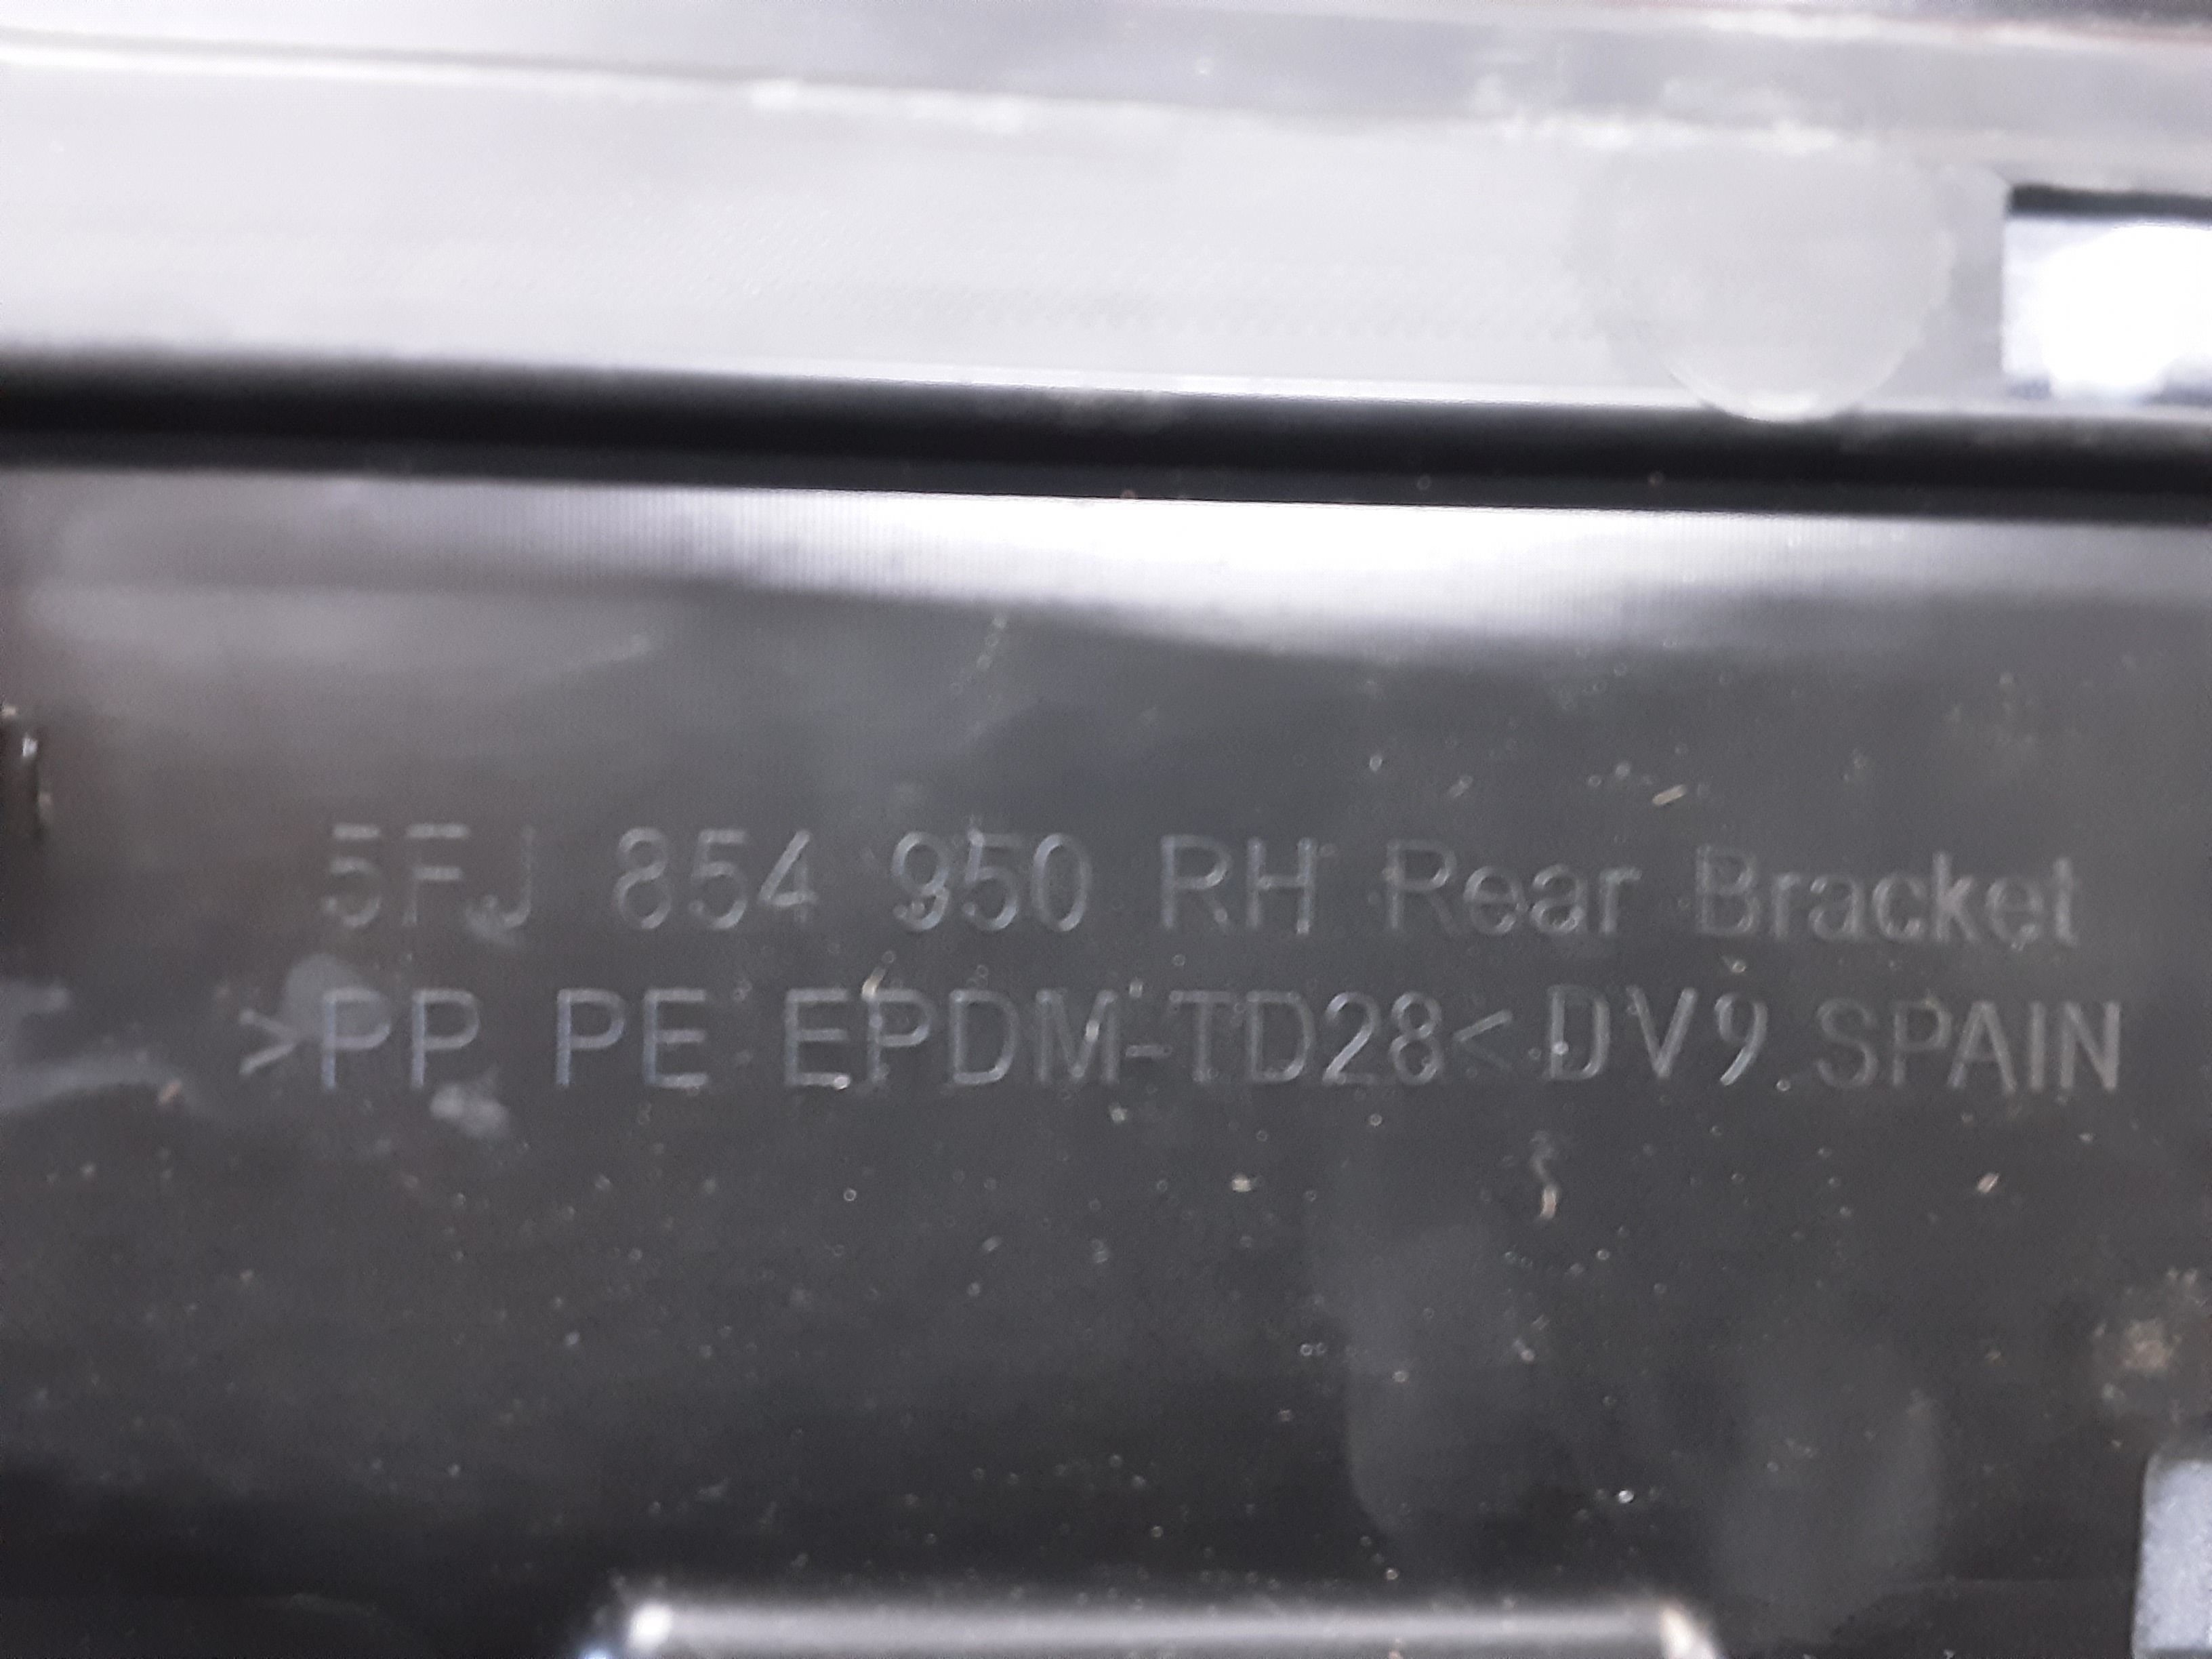 5FJ 854 950 RH Rear Bracket
>PP PE EPDM-TD28< DV9 SPAIN